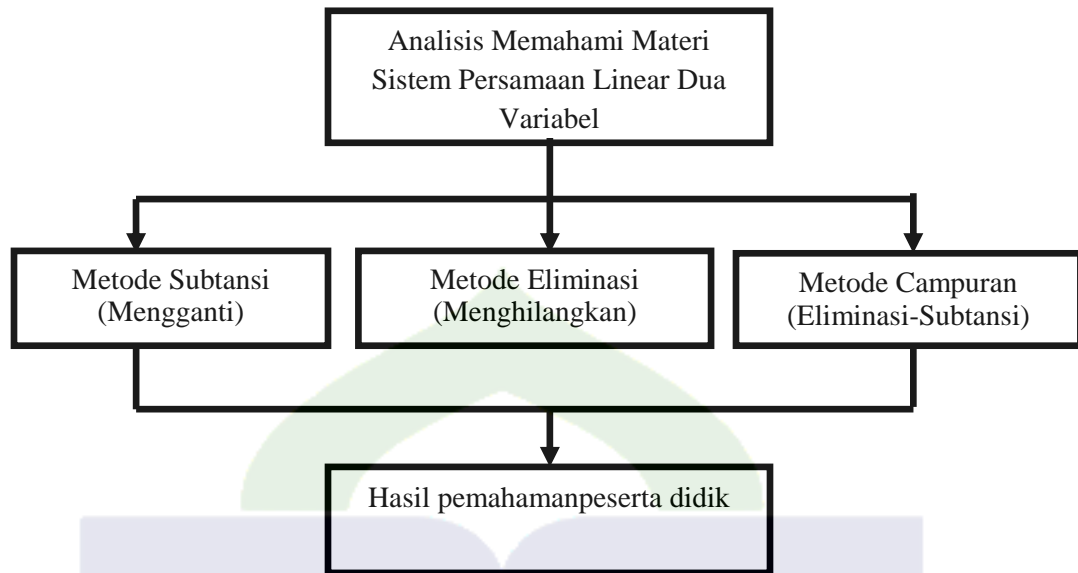 Analisis Memahami Materi
Sistem Persamaan Linear Dua
Variabel
Metode Subtansi
(Mengganti)
Metode Eliminasi
(Menghilangkan)
Metode Campuran
(Eliminasi-Subtansi)
Hasil pemahamanpeserta didik